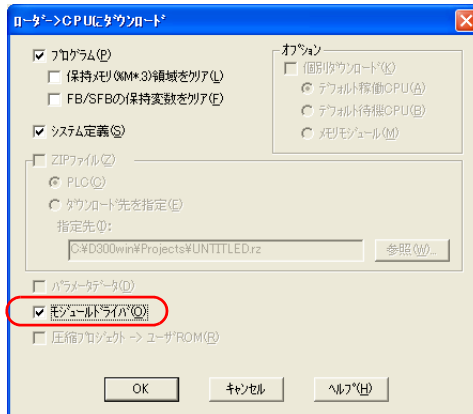 ローダ->CPUにダウンロード
プログラム(P)
保持メモリ(%M*.3)領域をクリア(L)
FB/SFBの保持変数をクリア(F)
システム定義(S)
オプション
個別ダウンロード(K)
デフォルト稼働CPU(A)
デフォルト待機CPU(B)
メモリモジュール(M)
ZIPファイル(Z)
PLC(C)
ダウンロード先を指定(E)
指定先(I):
C:¥D300win¥Projects¥UNTITLED.rz
参照(W)...
パラメータデータ(D)
モジュールドライバ(O)
圧縮プロジェクト -> ユーザROM(R)
OK
キャンセル
ヘルプ(H)